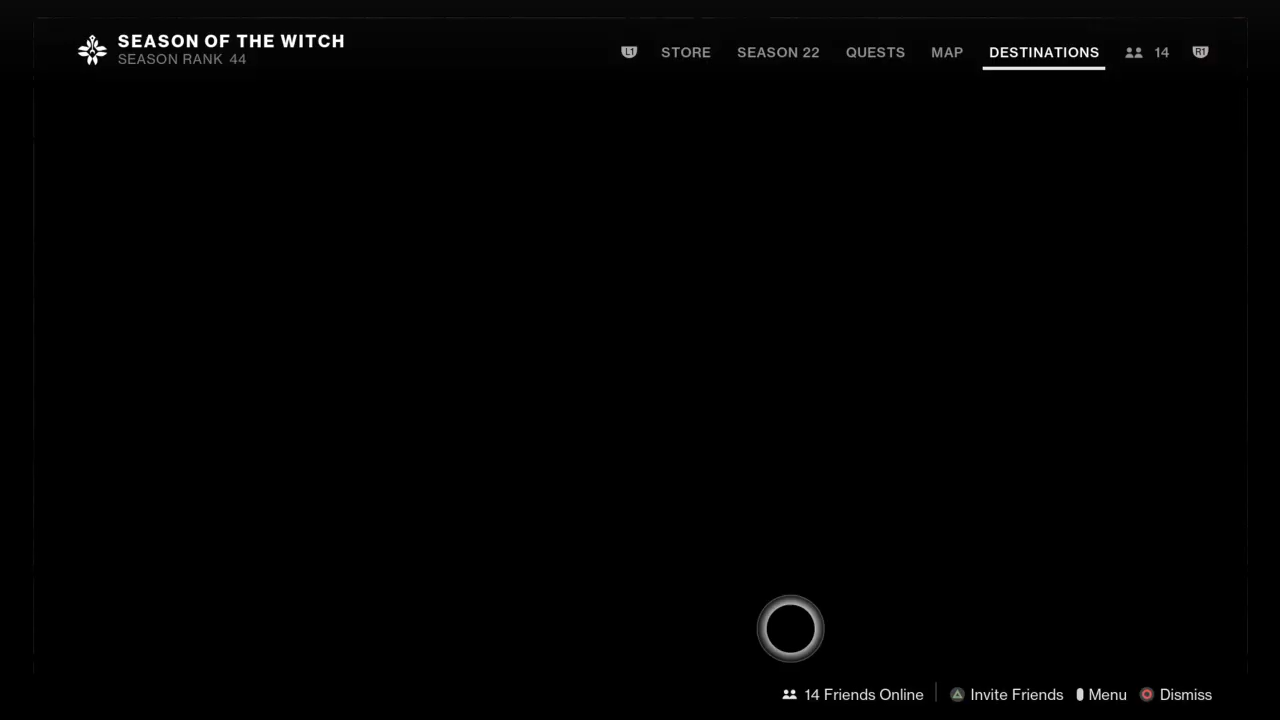 SEASON OF THE WITCH
SEASON RANK 44
L1 STORE SEASON 22 QUESTS MAP DESTINATIONS 14 R1
14 Friends Online Invite Friends Menu Dismiss